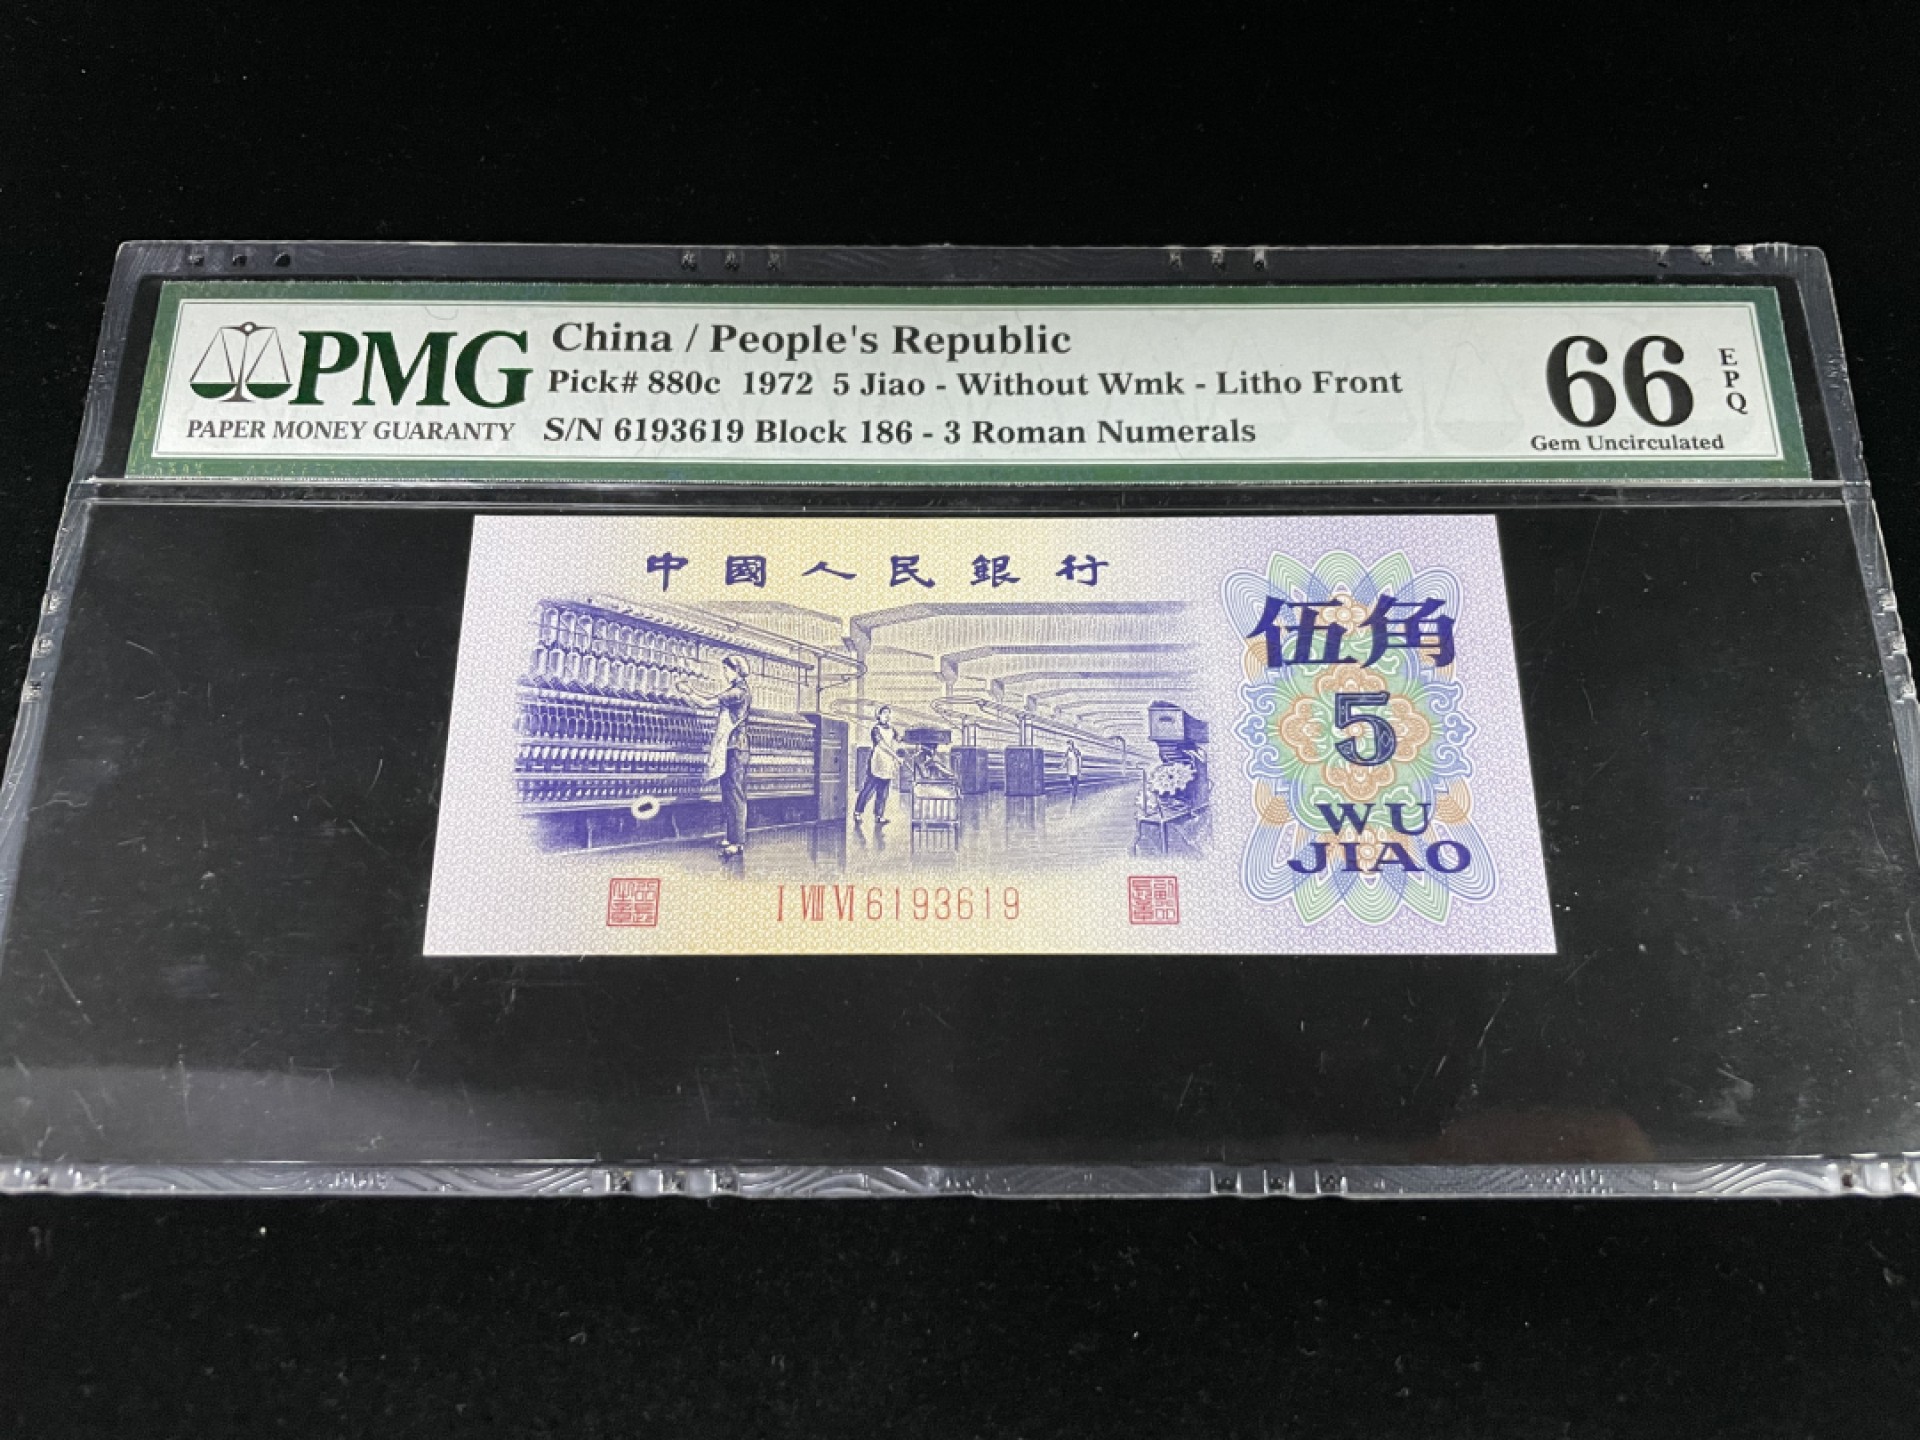 PMG
PAPER MONEY GUARANTY
China / People's Republic
Pick# 880c 1972 5 Jiao - Without Wmk - Litho Front
S/N 6193619 Block 186 - 3 Roman Numerals
66
EPQ
Gem Uncirculated
中國人民銀行
伍角
5
WU
JIAO
I VIII VI 6193619